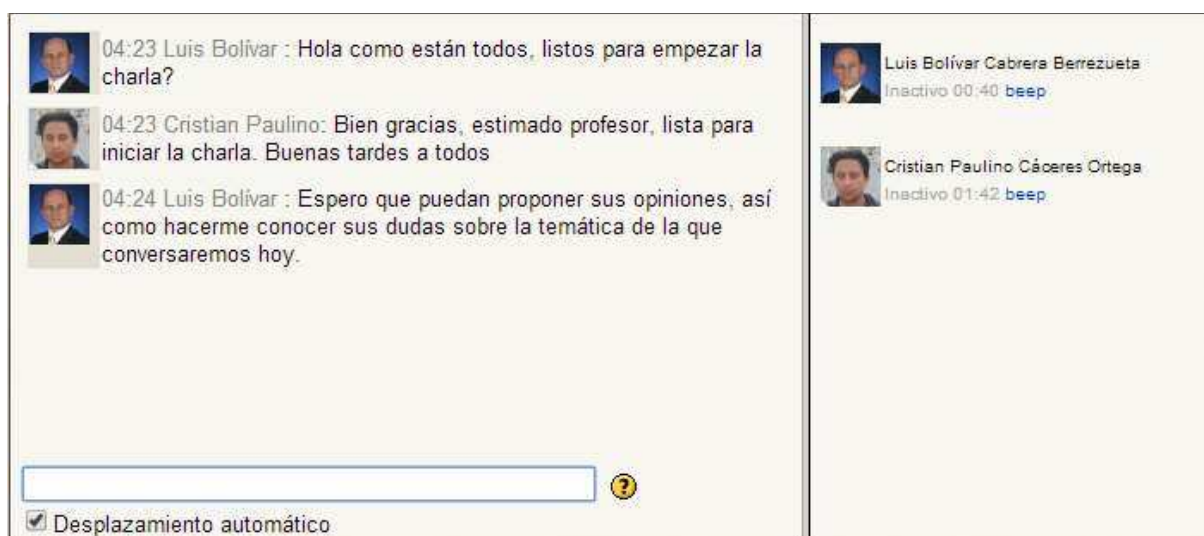 04:23 Luis Bolívar : Hola como están todos, listos para empezar la
charla?
04:23 Cristian Paulino: Bien gracias, estimado profesor, lista para
iniciar la charla. Buenas tardes a todos
04:24 Luis Bolívar : Espero que puedan proponer sus opiniones, así
como hacerme conocer sus dudas sobre la temática de la que
conversaremos hoy.
?
Desplazamiento automático
Luis Bolívar Cabrera Berrezueta
Inactivo 00:40 beep
Cristian Paulino Cáceres Ortega
Inactivo 01:42 beep